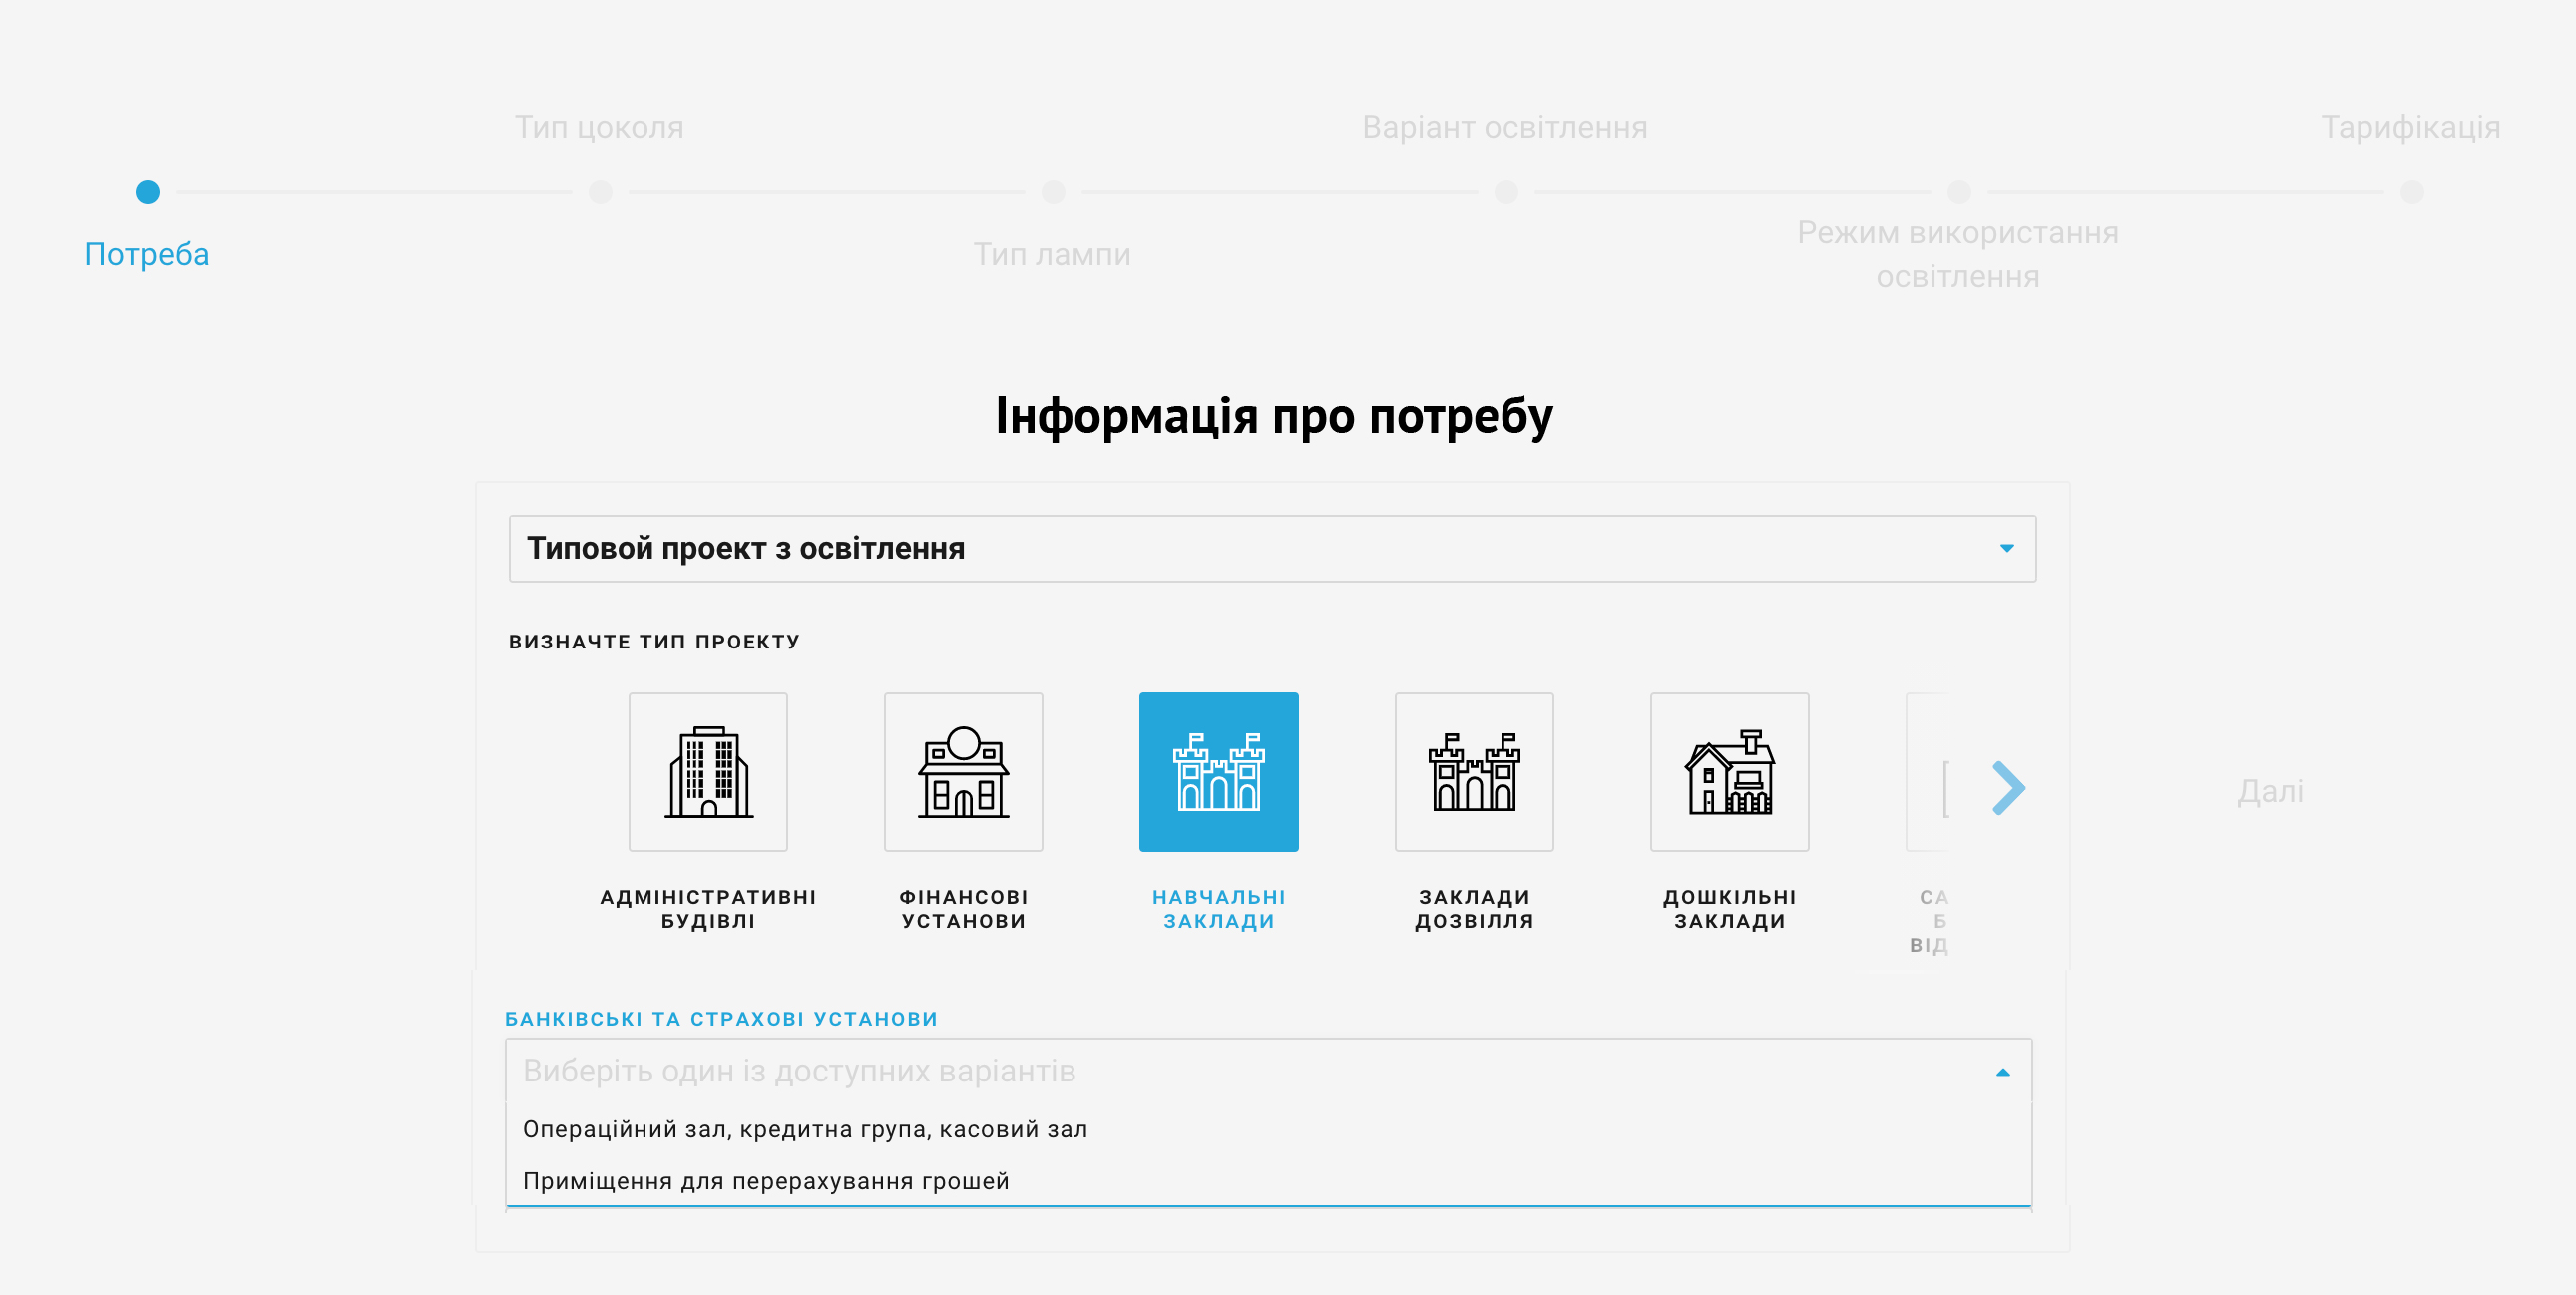 Тип цоколя
Варіант освітлення
Тарифікація
Потреба
Тип лампи
Режим використання
освітлення
Інформація про потребу
Типовой проект з освітлення
ВИЗНАЧТЕ ТИП ПРОЕКТУ
АДМІНІСТРАТИВНІ
БУДІВЛІ
ФІНАНСОВІ
УСТАНОВИ
НАВЧАЛЬНІ
ЗАКЛАДИ
ЗАКЛАДИ
ДОЗВІЛЛЯ
ДОШКІЛЬНІ
ЗАКЛАДИ
Далі
БАНКІВСЬКІ ТА СТРАХОВІ УСТАНОВИ
Виберіть один із доступних варіантів
Операційний зал, кредитна група, касовий зал
Приміщення для перерахування грошей